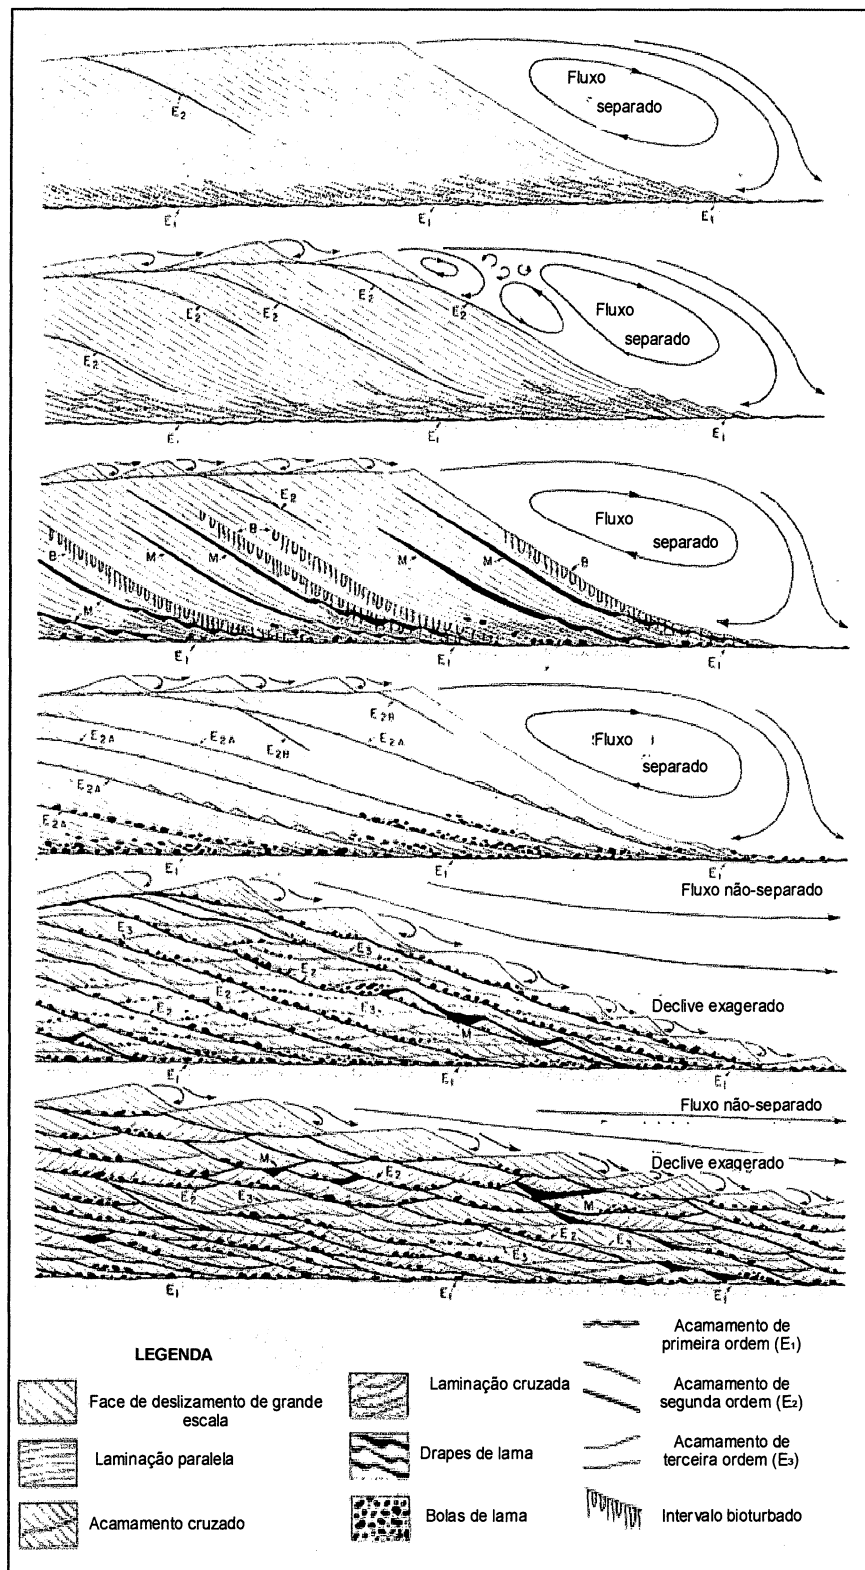 Fluxo
separado
E2
E1
E1
E1
E2
E2
E2
E2
E2
Fluxo
separado
E1
E1
E1
E2
B
B
M
M
M
M
M
B
Fluxo
separado
E1
E1
E1
E2B
E2A
E2A
E2B
E2A
E2A
E2A
Fluxo
separado
E1
E1
E1
Fluxo não-separado
E3
E3
E2
E2
E2
E3
M
Declive exagerado
E1
E1
E1
Fluxo não-separado
M
E2
Declive exagerado
E2
E3
M
E2
E3
E3
E1
E1
E1
LEGENDA
Face de deslizamento de grande
escala
Laminação paralela
Acamamento cruzado
Laminação cruzada
Drapes de lama
Bolas de lama
Acamamento de
primeira ordem (E1)
Acamamento de
segunda ordem (E2)
Acamamento de
terceira ordem (E3)
Intervalo bioturbado